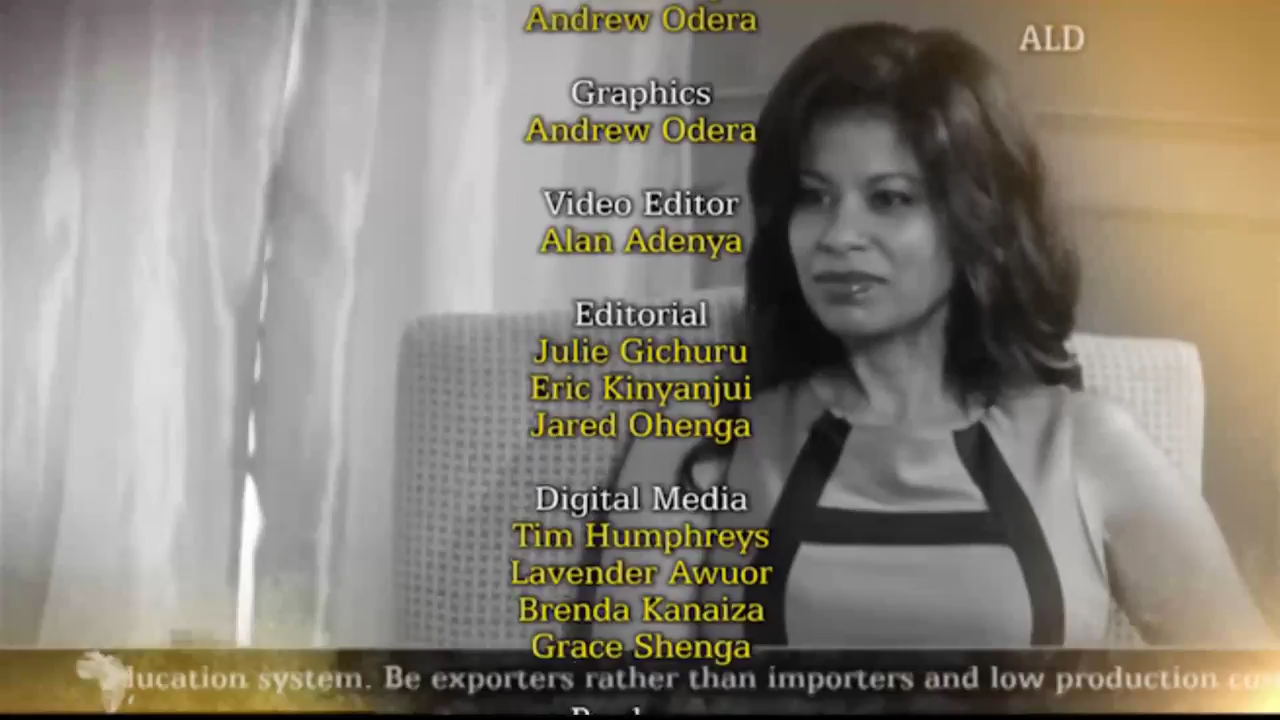 Andrew Odera
ALD
Graphics
Andrew Odera
Video Editor
Alan Adenya
Editorial
Julie Gichuru
Eric Kinyanjui
Jared Ohenga
Digital Media
Tim Humphreys
Lavender Awuor
Brenda Kanaiza
Grace Shenga
ducation system. Be exporters rather than importers and low production